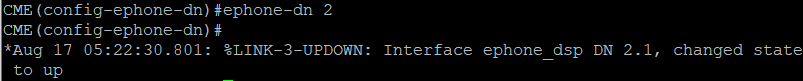 CME(config-ephone-dn)#ephone-dn 2
CME(config-ephone-dn)#
*Aug 17 05:22:30.801: %LINK-3-UPDOWN: Interface ephone_dsp DN 2.1, changed state
to up